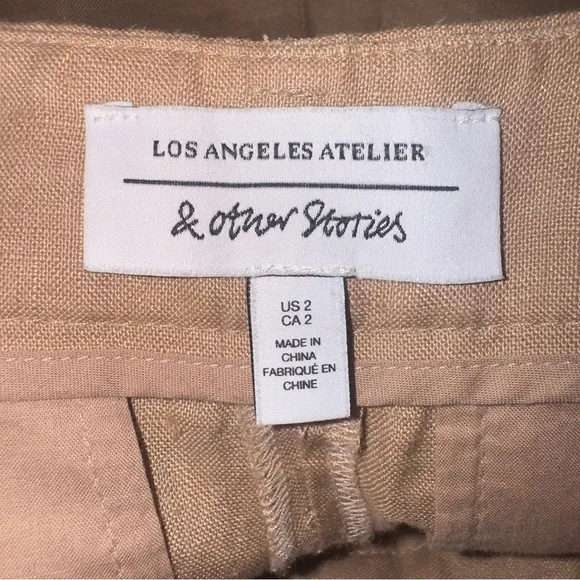 LOS ANGELES ATELIER
& other Stories
US 2
CA 2
MADE IN
CHINA
FABRIQUÉ EN
CHINE